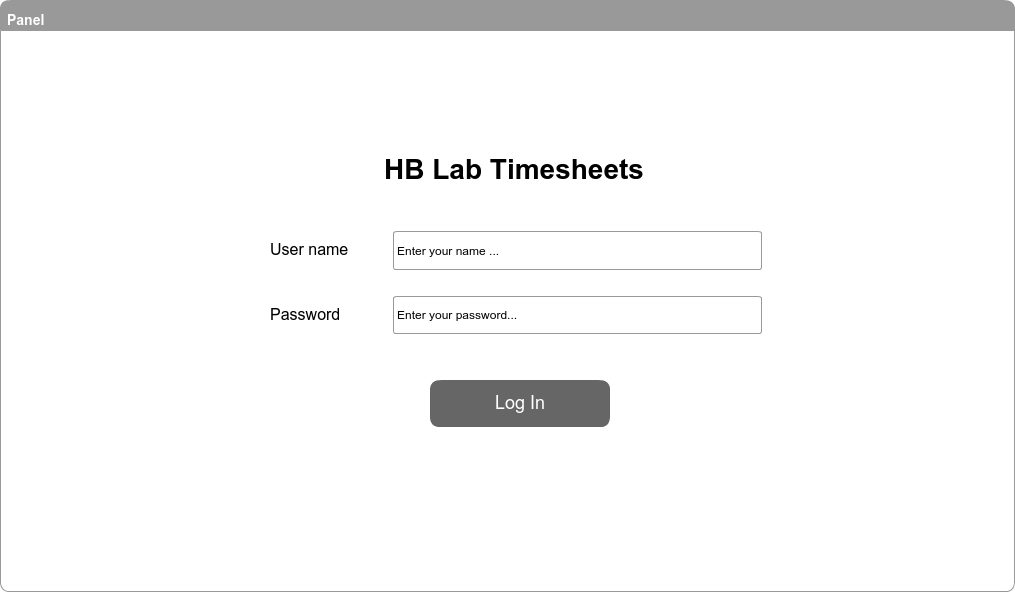 Panel
HB Lab Timesheets
User name
Enter your name ...
Password
Enter your password...
Log In